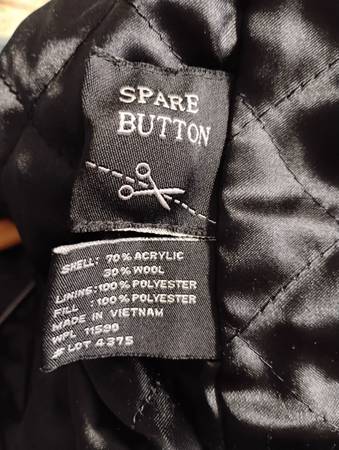 SPARE
BUTTON
SHELL: 70% ACRYLIC
30% WOOL
LINING: 100% POLYESTER
FILL : 100% POLYESTER
MADE IN VIETNAM
WPL 11599
# LOT 4375